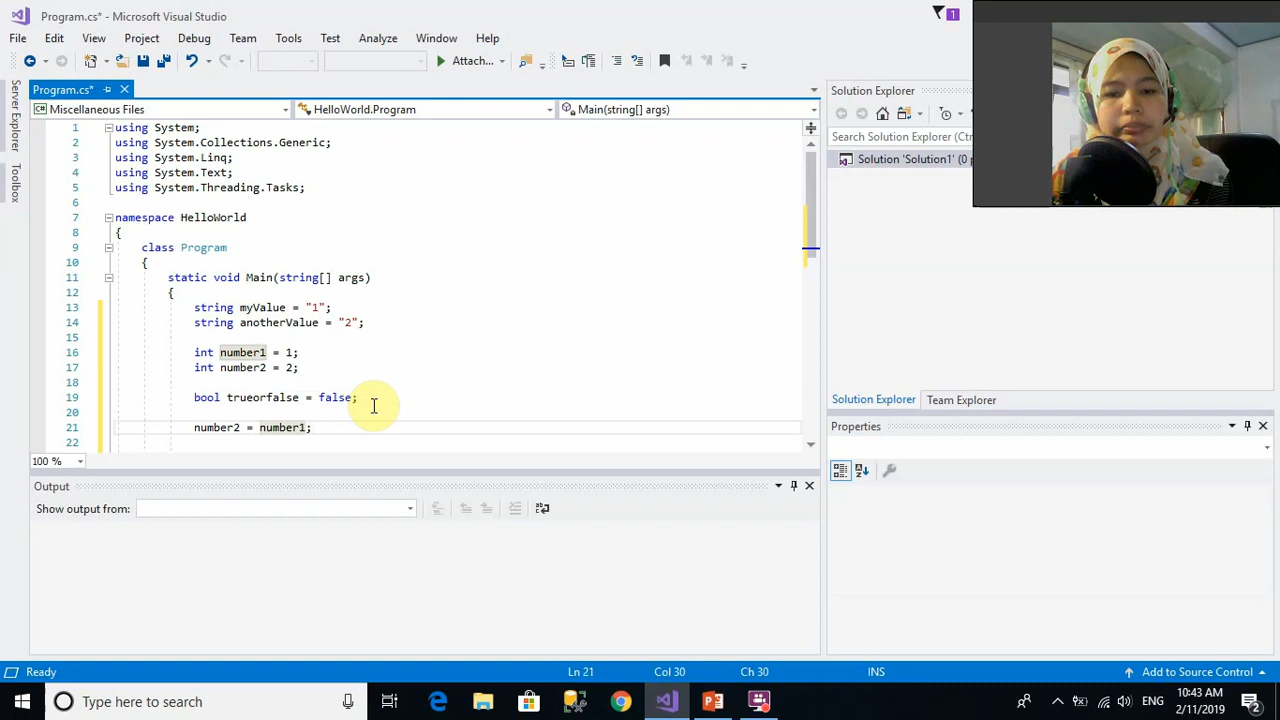 Program.cs* - Microsoft Visual Studio
1
File Edit View Project Debug Team Tools Test Analyze Window Help
Attach...
Server Explorer
Toolbox
Program.cs*
Miscellaneous Files
HelloWorld.Program
Main(string[] args)
1 using System;
2 using System.Collections.Generic;
3 using System.Linq;
4 using System.Text;
5 using System.Threading.Tasks;
6
7 namespace HelloWorld
8 {
9 class Program
10 {
11 static void Main(string[] args)
12 {
13 string myValue = "1";
14 string anotherValue = "2";
15
16 int number1 = 1;
17 int number2 = 2;
18
19 bool trueorfalse = false;
20
21 number2 = number1;
22
100 %
Output
Show output from:
Solution Explorer
Search Solution Explorer (Ctr
Solution 'Solution1' (0 p
Solution Explorer Team Explorer
Properties
Ready
Ln 21 Col 30 Ch 30 INS
Add to Source Control
Type here to search
ENG
10:43 AM
2/11/2019
2